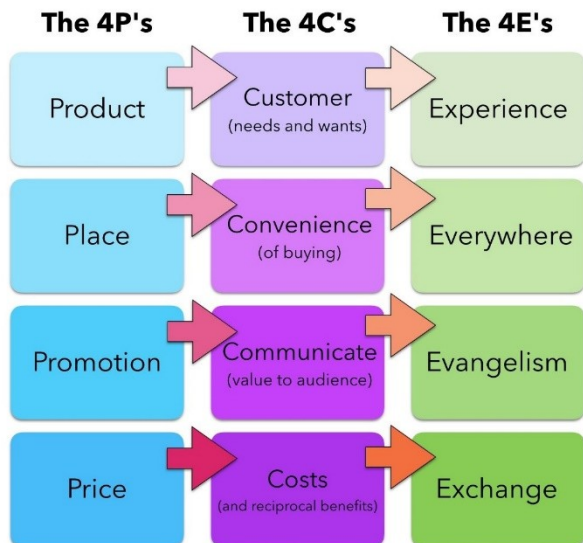 The 4P's The 4C's The 4E's
Product Customer Experience
(needs and wants)
Place Convenience Everywhere
(of buying)
Promotion Communicate Evangelism
(value to audience)
Price Costs Exchange
(and reciprocal benefits)